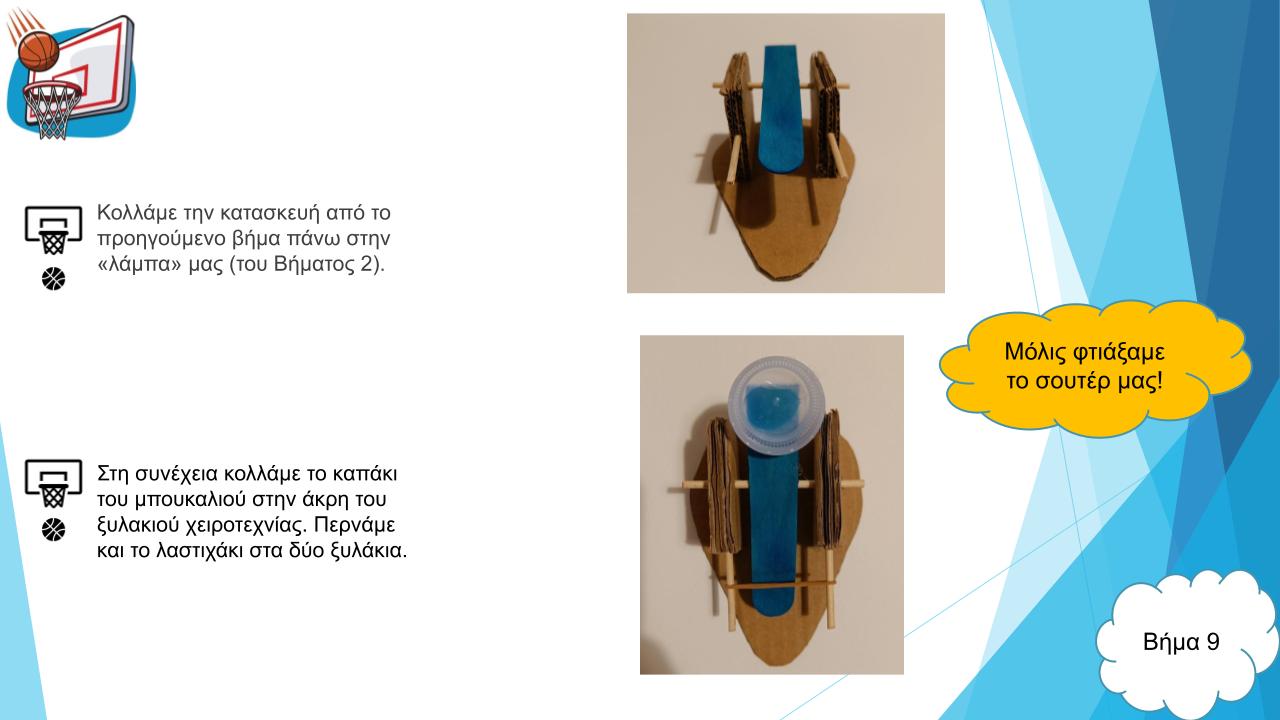 Κολλάμε την κατασκευή από το
προηγούμενο βήμα πάνω στην
«λάμπα» μας (του Βήματος 2).
Μόλις φτιάξαμε
το σουτέρ μας!
Στη συνέχεια κολλάμε το καπάκι
του μπουκαλιού στην άκρη του
ξυλακιού χειροτεχνίας. Περνάμε
και το λαστιχάκι στα δύο ξυλάκια.
Βήμα 9